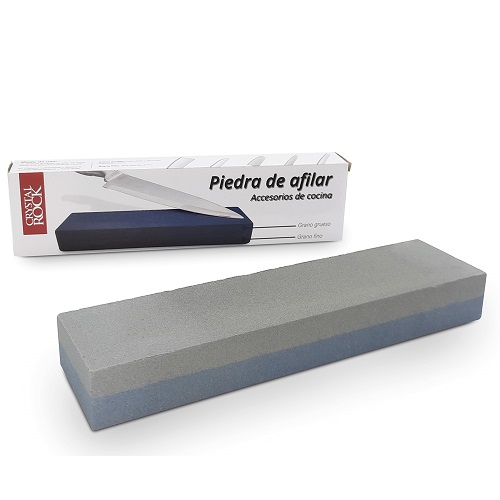 CRYSTAL
ROCK
Piedra de afilar
Accesorios de cocina
Grano grueso
Grano fino